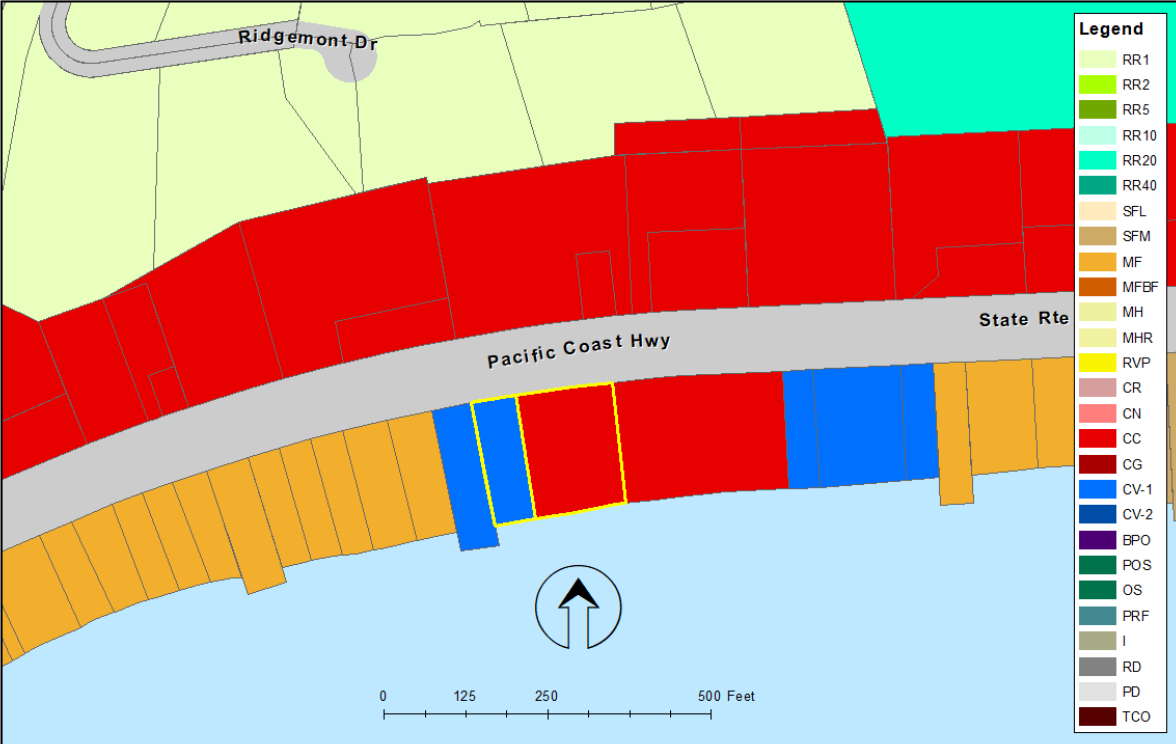 Ridgemont Dr
Pacific Coast Hwy
State Rte
0 125 250 500 Feet
Legend
RR1
RR2
RR5
RR10
RR20
RR40
SFL
SFM
MF
MFBF
MH
MHR
RVP
CR
CN
CC
CG
CV-1
CV-2
BPO
POS
OS
PRF
I
RD
PD
TCO